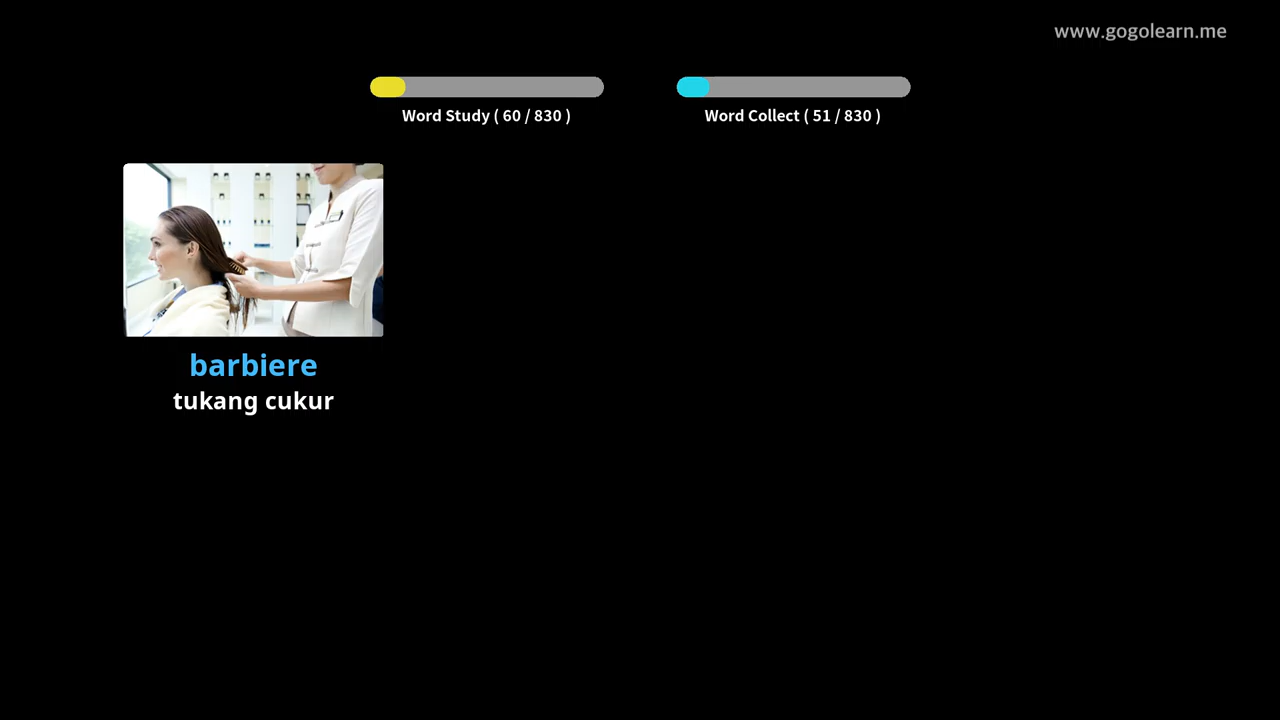 www.gogolearn.me
Word Study ( 60 / 830 )
Word Collect ( 51 / 830 )
barbiere
tukang cukur